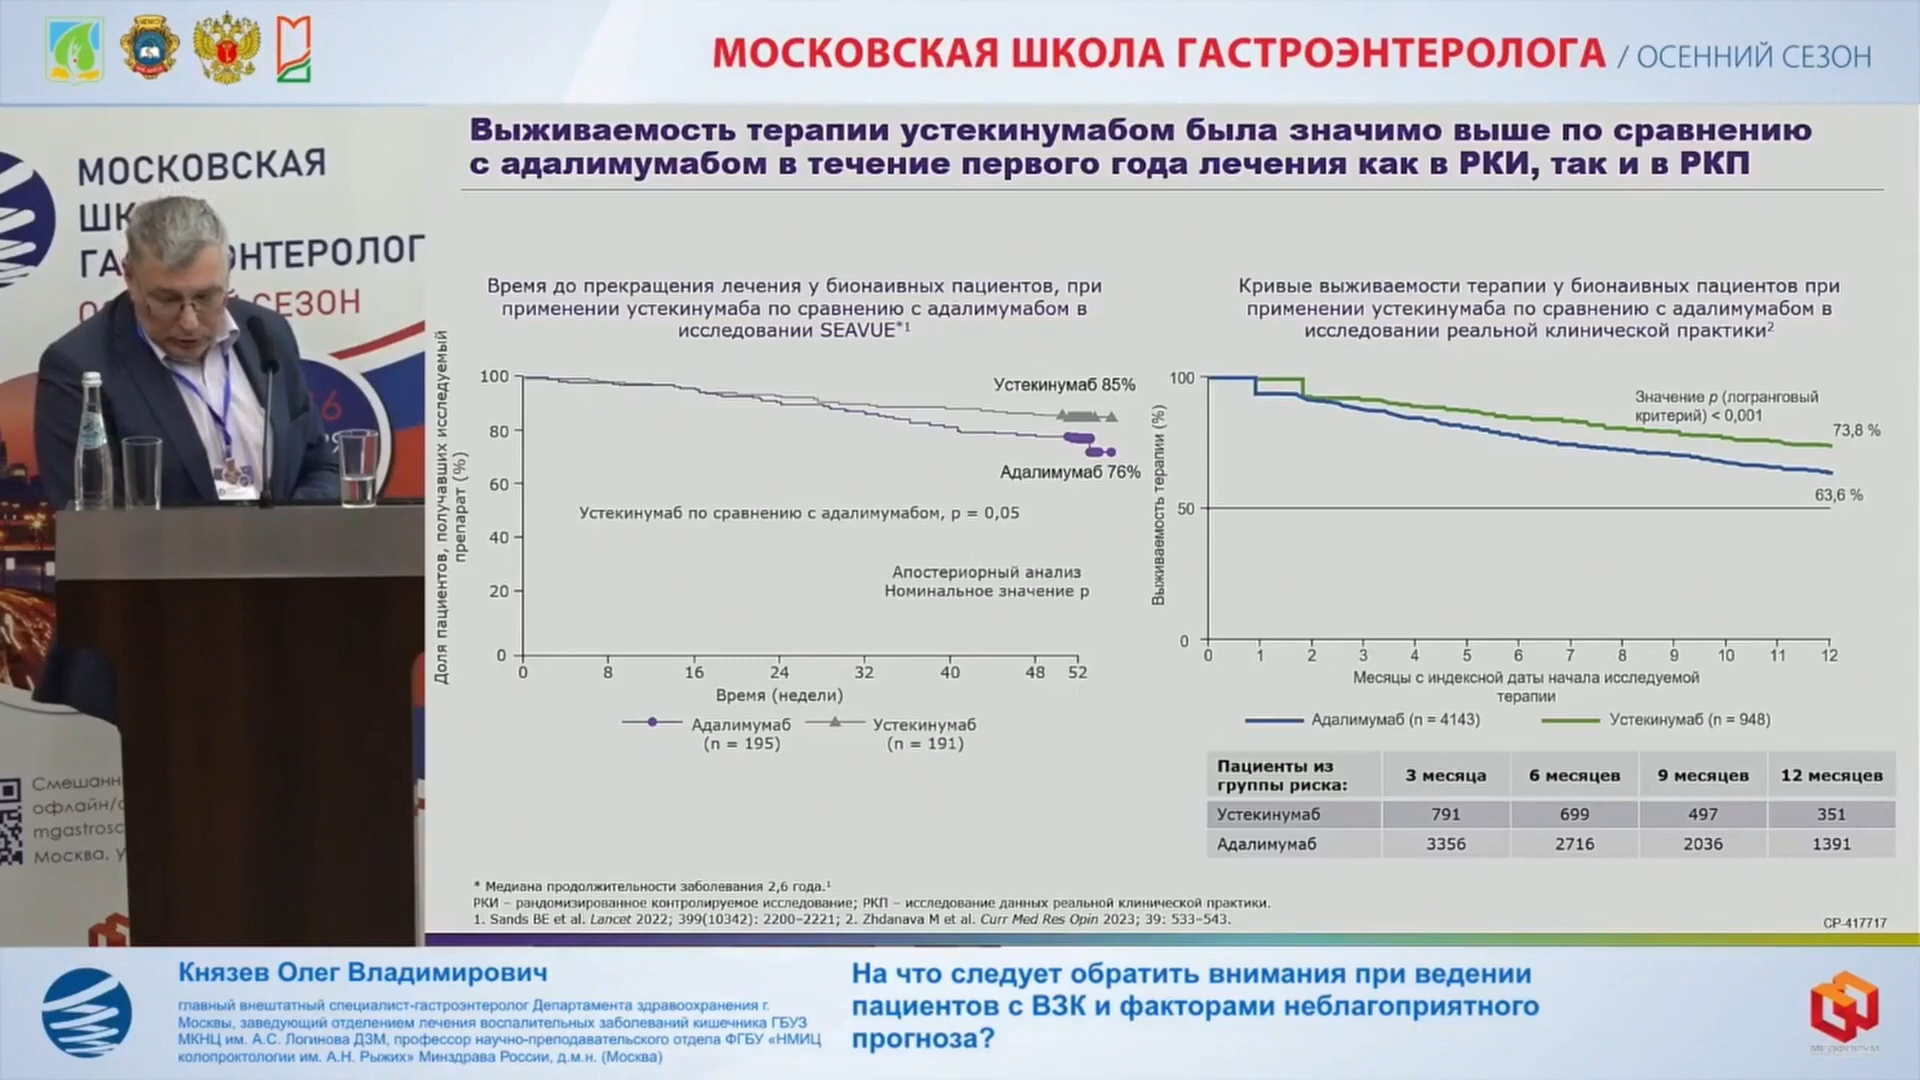 МОСКОВСКАЯ ШКОЛА ГАСТРОЭНТЕРОЛОГА / ОСЕННИЙ СЕЗОН
МОСКОВСКАЯ
ШК
ГА ЭНТЕРОЛОГ
СЕЗОН
Смешанн
офлайн/о
mgastrosc
Москва, у
Выживаемость терапии устекинумабом была значимо выше по сравнению
с адалимумабом в течение первого года лечения как в РКИ, так и в РКП
Время до прекращения лечения у бионаивных пациентов, при
применении устекинумаба по сравнению с адалимумабом в
исследовании SEAVUE*1
Доля пациентов, получавших исследуемый
препарат (%)
100
80
60
40
20
0
Устекинумаб 85%
Адалимумаб 76%
Устекинумаб по сравнению с адалимумабом, p = 0,05
Апостериорный анализ
Номинальное значение p
0 8 16 24 32 40 48 52
Время (недели)
Адалимумаб Устекинумаб
(n = 195) (n = 191)
Кривые выживаемости терапии у бионаивных пациентов при
применении устекинумаба по сравнению с адалимумабом в
исследовании реальной клинической практики2
Выживаемость терапии (%)
100
50
0
Значение p (логранговый
критерий) < 0,001
73,8 %
63,6 %
0 1 2 3 4 5 6 7 8 9 10 11 12
Месяцы с индексной даты начала исследуемой
терапии
Адалимумаб (n = 4143) Устекинумаб (n = 948)
Пациенты из
группы риска: 3 месяца 6 месяцев 9 месяцев 12 месяцев
Устекинумаб 791 699 497 351
Адалимумаб 3356 2716 2036 1391
* Медиана продолжительности заболевания 2,6 года.1
РКИ – рандомизированное контролируемое исследование; РКП – исследование данных реальной клинической практики.
1. Sands BE et al. Lancet 2022; 399(10342): 2200–2221; 2. Zhdanava M et al. Curr Med Res Opin 2023; 39: 533–543.
CP-417717
Князев Олег Владимирович
главный внештатный специалист-гастроэнтеролог Департамента здравоохранения г.
Москвы, заведующий отделением лечения воспалительных заболеваний кишечника ГБУЗ
МКНЦ им. А.С. Логинова ДЗМ, профессор научно-преподавательского отдела ФГБУ «НМИЦ
колопроктологии им. А.Н. Рыжих» Минздрава России, д.м.н. (Москва)
На что следует обратить внимания при ведении
пациентов с ВЗК и факторами неблагоприятного
прогноза?